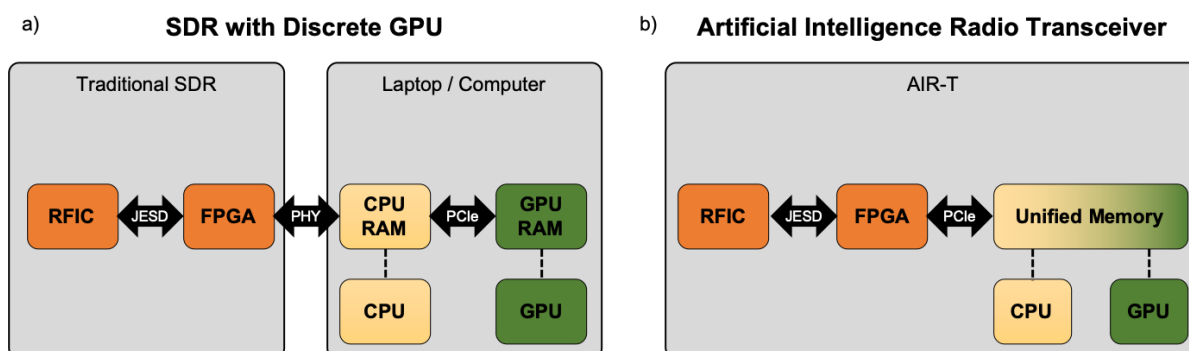 a)
SDR with Discrete GPU
Traditional SDR
Laptop / Computer
RFIC
JESD
FPGA
PHY
CPU
RAM
PCIe
GPU
RAM
CPU
GPU
b)
Artificial Intelligence Radio Transceiver
AIR-T
RFIC
JESD
FPGA
PCIe
Unified Memory
CPU
GPU